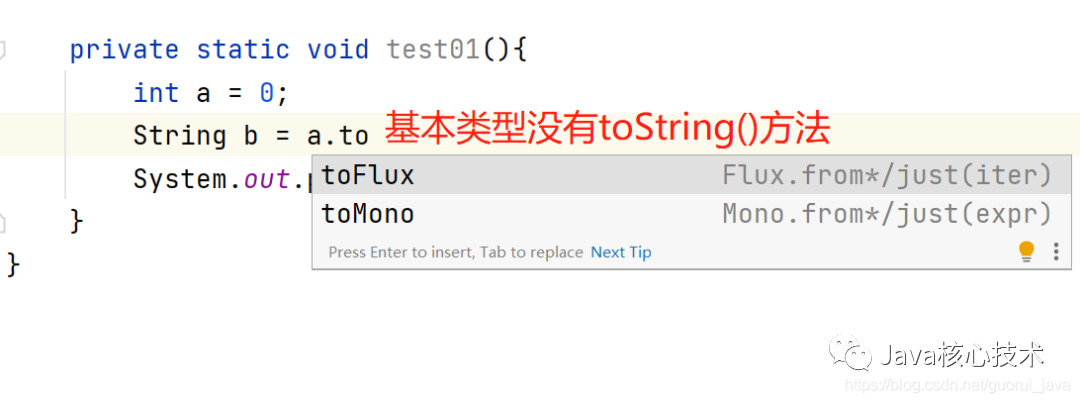 private static void test01(){
int a = 0;
String b = a.to 基本类型没有toString()方法
System.out.p
toFlux Flux.from*/just(iter)
toMono Mono.from*/just(expr)
Press Enter to insert, Tab to replace Next Tip
}
}
Java核心技术
https://blog.csdn.net/guorui_java